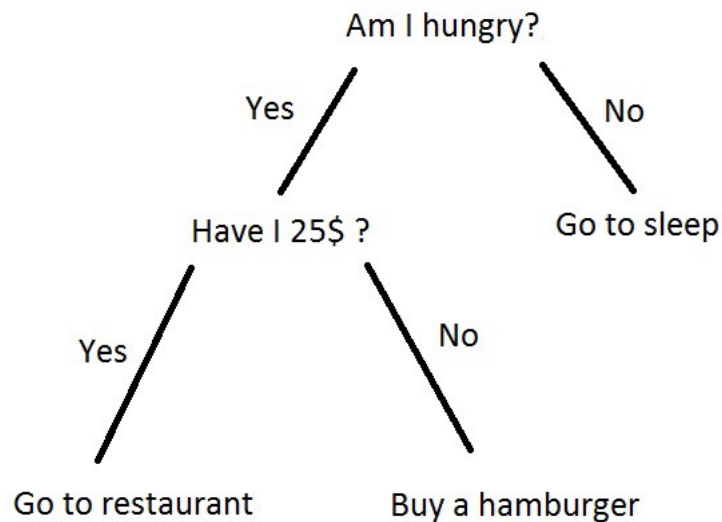 Am I hungry?
Yes
No
Have I 25$ ?
Go to sleep
Yes
No
Go to restaurant
Buy a hamburger